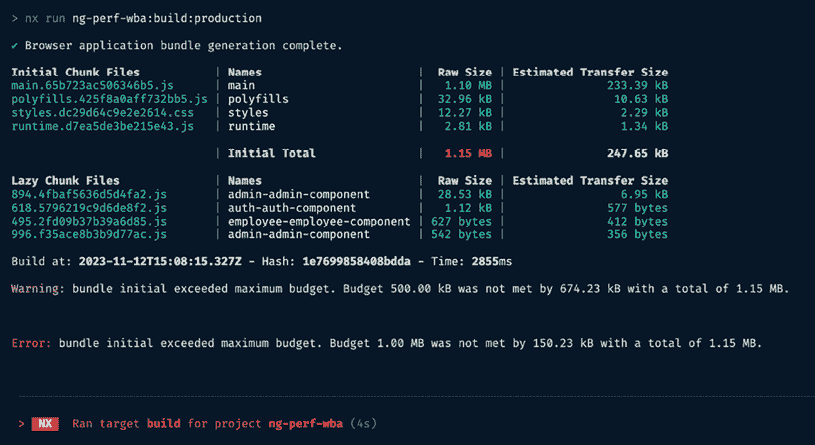 > nx run ng-perf-wba:build:production
✔ Browser application bundle generation complete.
Initial Chunk Files | Names | Raw Size | Estimated Transfer Size
main.65b723ac506346b5.js | main | 1.10 MB | 233.39 kB
polyfills.425f8a0aff732bb5.js | polyfills | 32.96 kB | 10.63 kB
styles.dc29d64c9e2e2614.css | styles | 12.27 kB | 2.29 kB
runtime.d7ea5de3be215e43.js | runtime | 2.81 kB | 1.34 kB
| Initial Total | 1.15 MB | 247.65 kB
Lazy Chunk Files | Names | Raw Size | Estimated Transfer Size
894.4fbaf5636d5d4fa2.js | admin-admin-component | 28.53 kB | 6.95 kB
618.5796219c9d6de8f2.js | auth-auth-component | 1.12 kB | 577 bytes
495.2fd09b37b39a6d85.js | employee-employee-component | 627 bytes | 412 bytes
996.f35ace8b3b9d77ac.js | admin-admin-component | 542 bytes | 356 bytes
Build at: 2023-11-12T15:08:15.327Z - Hash: 1e7699858408bdda - Time: 2855ms
Warning: bundle initial exceeded maximum budget. Budget 500.00 kB was not met by 674.23 kB with a total of 1.15 MB.
Error: bundle initial exceeded maximum budget. Budget 1.00 MB was not met by 150.23 kB with a total of 1.15 MB.
> NX Ran target build for project ng-perf-wba (4s)